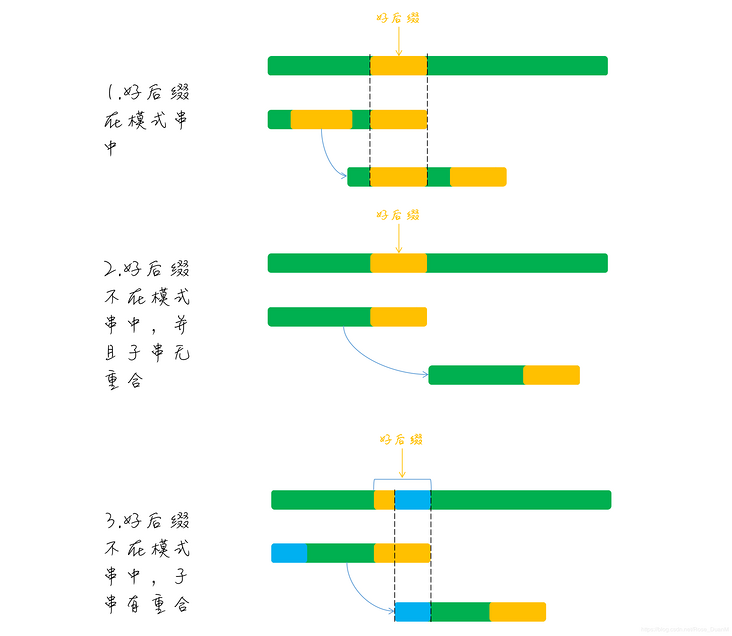 好后缀
1.好后缀
在模式串
中
好后缀
2.好后缀
不在模式
串中，并
且子串无
重合
好后缀
3.好后缀
不在模式
串中，子
串有重合